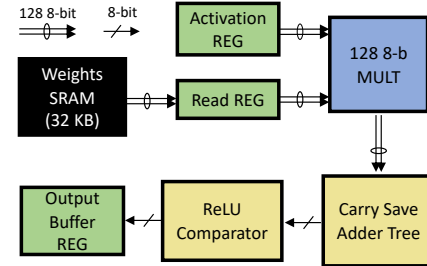 128 8-bit
8-bit
Activation
REG
128 8-b
MULT
Weights
SRAM
(32 KB)
Read REG
Output
Buffer
REG
ReLU
Comparator
Carry Save
Adder Tree